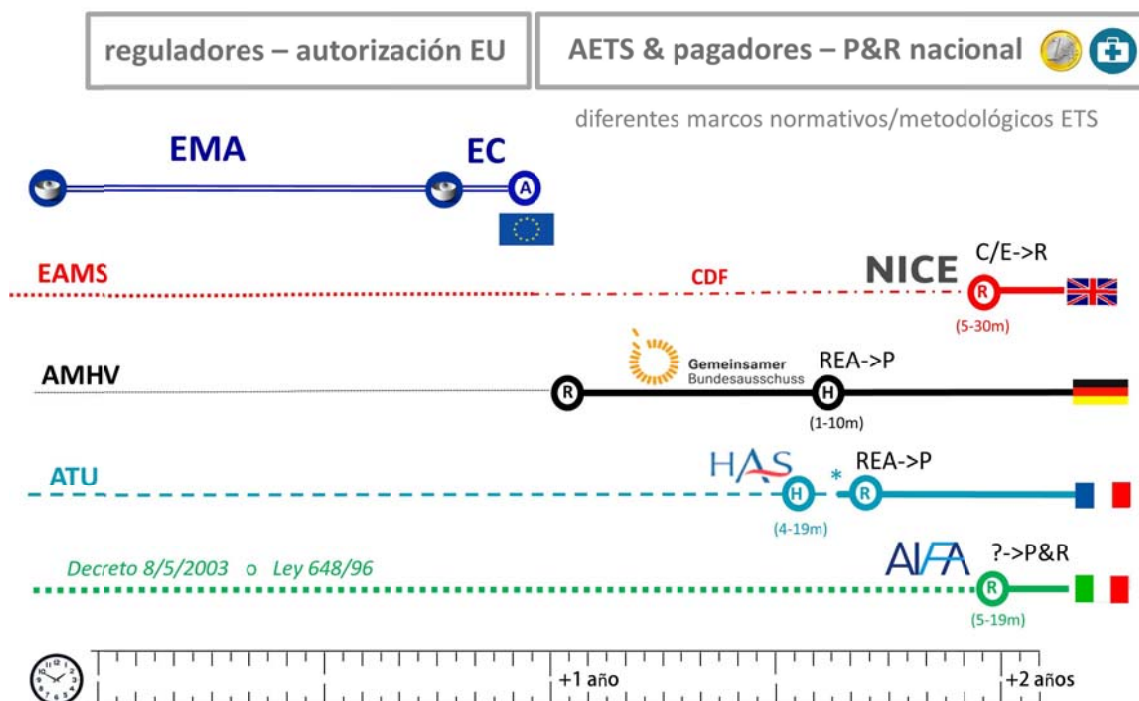 reguladores – autorización EU
AETS & pagadores – P&R nacional
diferentes marcos normativos/metodológicos ETS
EMA
EC
A
EAMS
CDF
NICE
C/E->R
R
(5-30m)
AMHV
R
Gemeinsamer
Bundesausschuss
REA->P
H
(1-10m)
ATU
HAS
*
REA->P
H
R
(4-19m)
Decreto 8/5/2003 o Ley 648/96
AIFA
?->P&R
R
(5-19m)
+1 año
+2 años